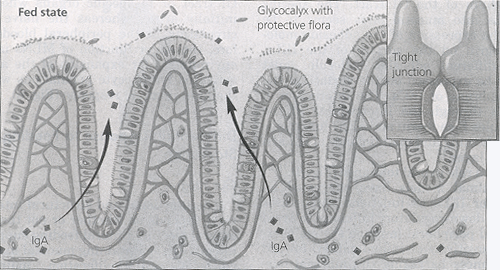 Fed state
Glycocalyx with
protective flora
Tight
junction
IgA
IgA